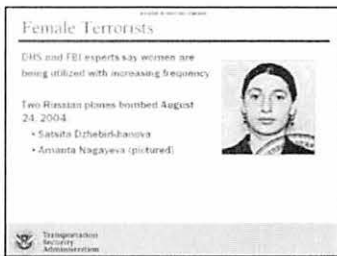 Female Terrorists
DHS and FBI experts say women are
being utilized with increasing frequency
Two Russian planes bombed August
24, 2004
• Satsita Dzhebirkhanova
• Amanta Nagayeva (pictured)
Transportation
Security
Administration